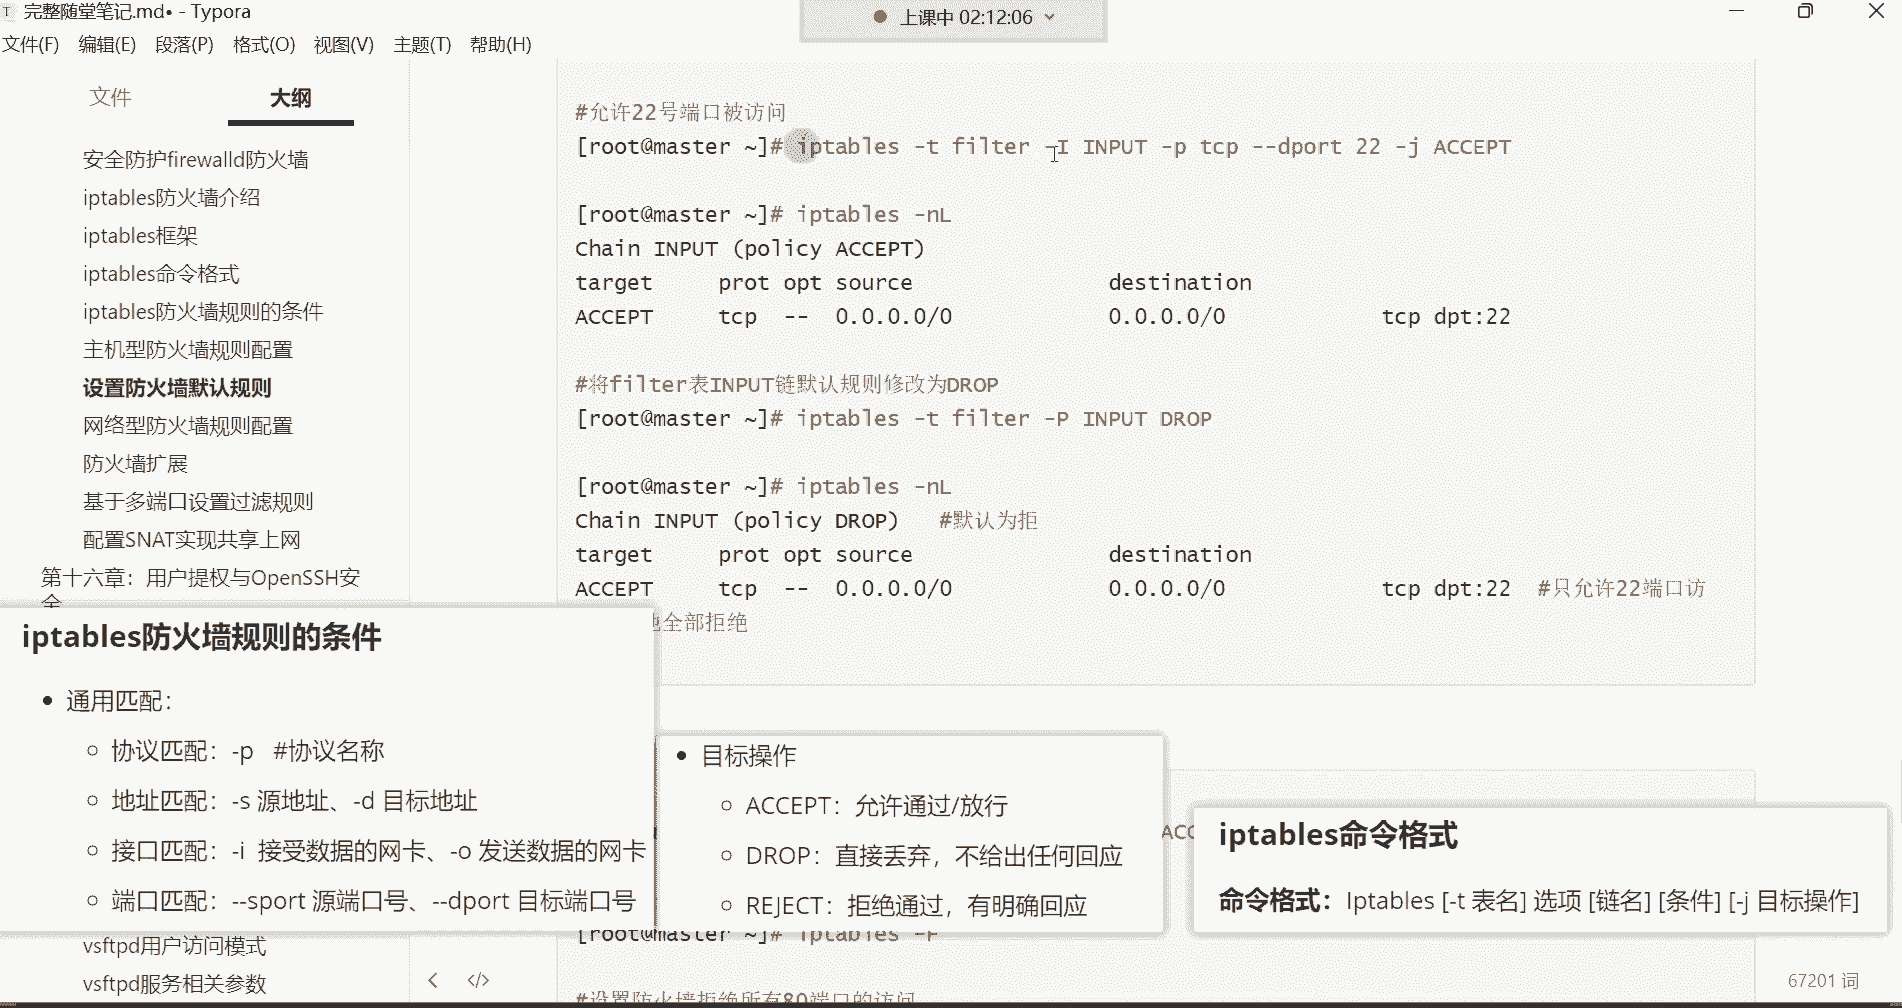 完整随堂笔记.md• - Typora
上课中 02:12:06
文件(F) 编辑(E) 段落(P) 格式(O) 视图(V) 主题(T) 帮助(H)
文件 大纲
安全防护firewalld防火墙
iptables防火墙介绍
iptables框架
iptables命令格式
iptables防火墙规则的条件
主机型防火墙规则配置
设置防火墙默认规则
网络型防火墙规则配置
防火墙扩展
基于多端口设置过滤规则
配置SNAT实现共享上网
第十六章：用户提权与OpenSSH安
全
#允许22号端口被访问
[root@master ~]# iptables -t filter -I INPUT -p tcp --dport 22 -j ACCEPT
[root@master ~]# iptables -nL
Chain INPUT (policy ACCEPT)
target prot opt source destination
ACCEPT tcp -- 0.0.0.0/0 0.0.0.0/0 tcp dpt:22
#将filter表INPUT链默认规则修改为DROP
[root@master ~]# iptables -t filter -P INPUT DROP
[root@master ~]# iptables -nL
Chain INPUT (policy DROP) #默认为拒
target prot opt source destination
ACCEPT tcp -- 0.0.0.0/0 0.0.0.0/0 tcp dpt:22 #只允许22端口访
全部拒绝
iptables防火墙规则的条件
• 通用匹配：
○ 协议匹配：-p #协议名称
○ 地址匹配：-s 源地址、-d 目标地址
○ 接口匹配：-i 接受数据的网卡、-o 发送数据的网卡
○ 端口匹配：--sport 源端口号、--dport 目标端口号
• 目标操作
○ ACCEPT：允许通过/放行
○ DROP：直接丢弃，不给出任何回应
○ REJECT：拒绝通过，有明确回应
ACC
iptables命令格式
命令格式：Iptables [-t 表名] 选项 [链名] [条件] [-j 目标操作]
[root@master ~]# iptables -F
vsftpd用户访问模式
vsftpd服务相关参数
#设置防火墙拒绝所有80端口的访问
67201 词